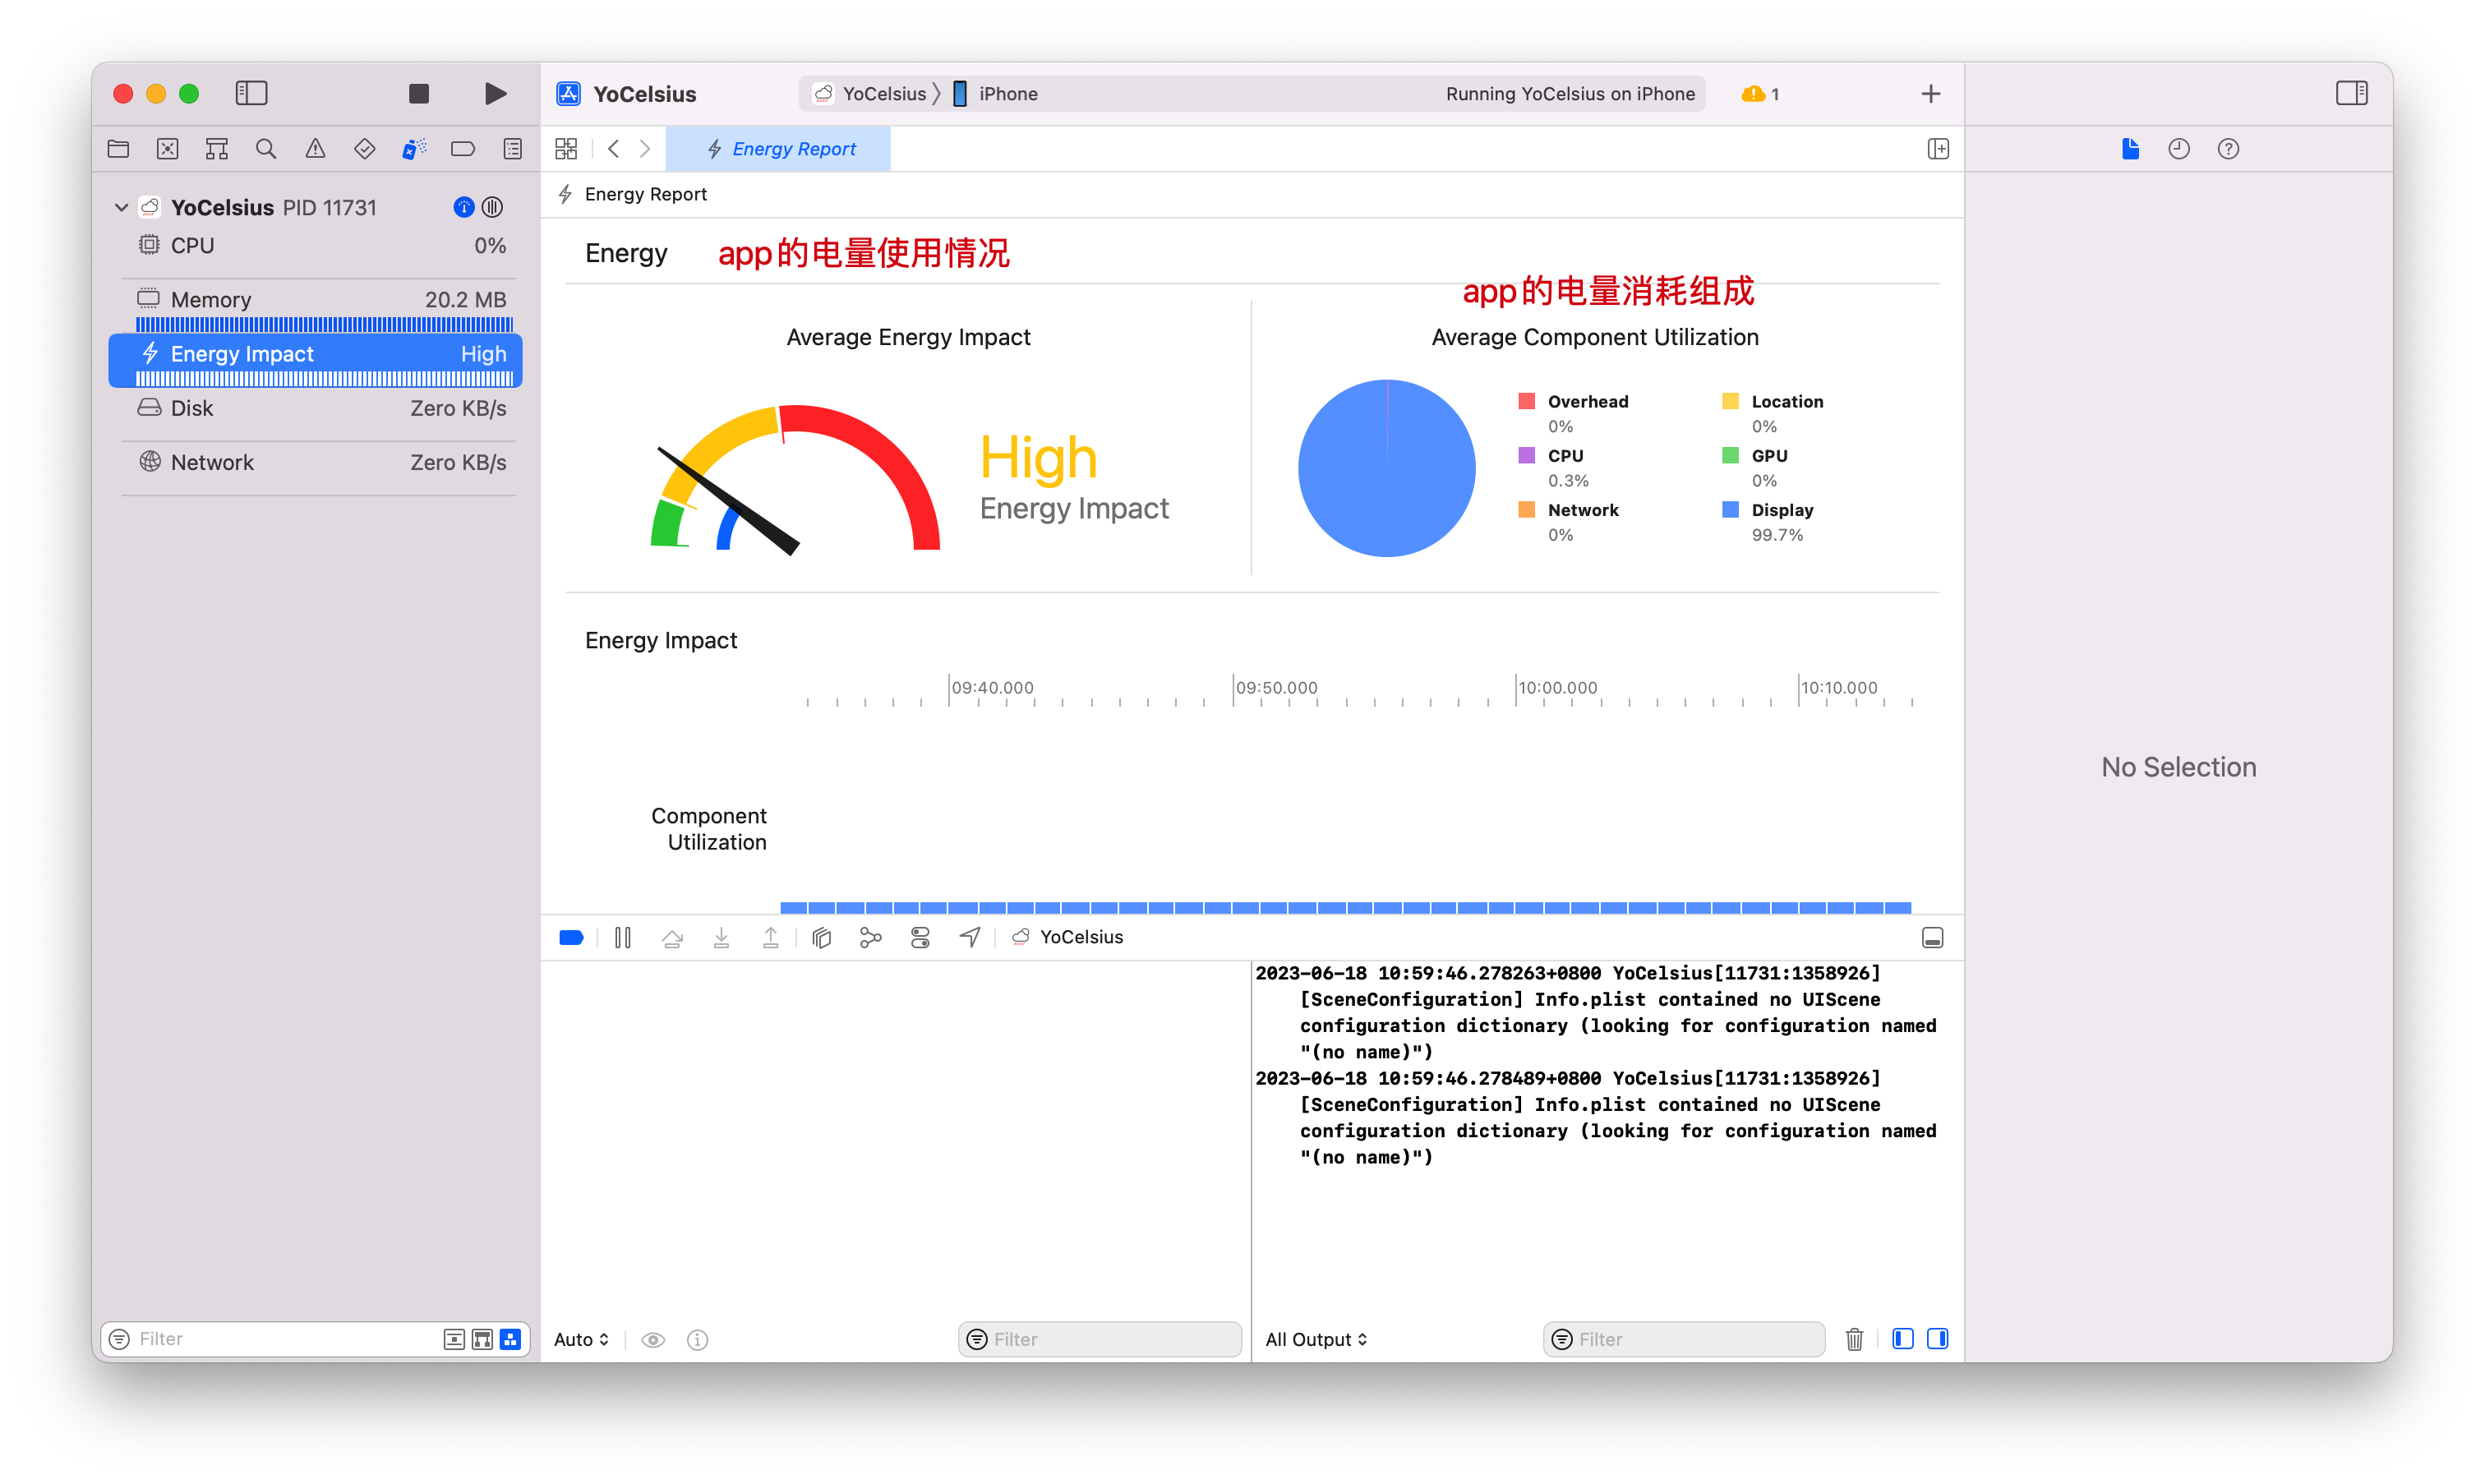 YoCelsius
YoCelsius
iPhone
Running YoCelsius on iPhone
1
Energy Report
YoCelsius PID 11731
CPU 0%
Memory 20.2 MB
Energy Impact High
Disk Zero KB/s
Network Zero KB/s
Filter
Energy Report
Energy app的电量使用情况
app的电量消耗组成
Average Energy Impact
High
Energy Impact
Average Component Utilization
Overhead
0%
Location
0%
CPU
0.3%
GPU
0%
Network
0%
Display
99.7%
Energy Impact
09:40.000 09:50.000 10:00.000 10:10.000
Component
Utilization
YoCelsius
2023-06-18 10:59:46.278263+0800 YoCelsius[11731:1358926]
[SceneConfiguration] Info.plist contained no UIScene
configuration dictionary (looking for configuration named
"(no name)")
2023-06-18 10:59:46.278489+0800 YoCelsius[11731:1358926]
[SceneConfiguration] Info.plist contained no UIScene
configuration dictionary (looking for configuration named
"(no name)")
Auto
Filter
All Output
Filter
No Selection